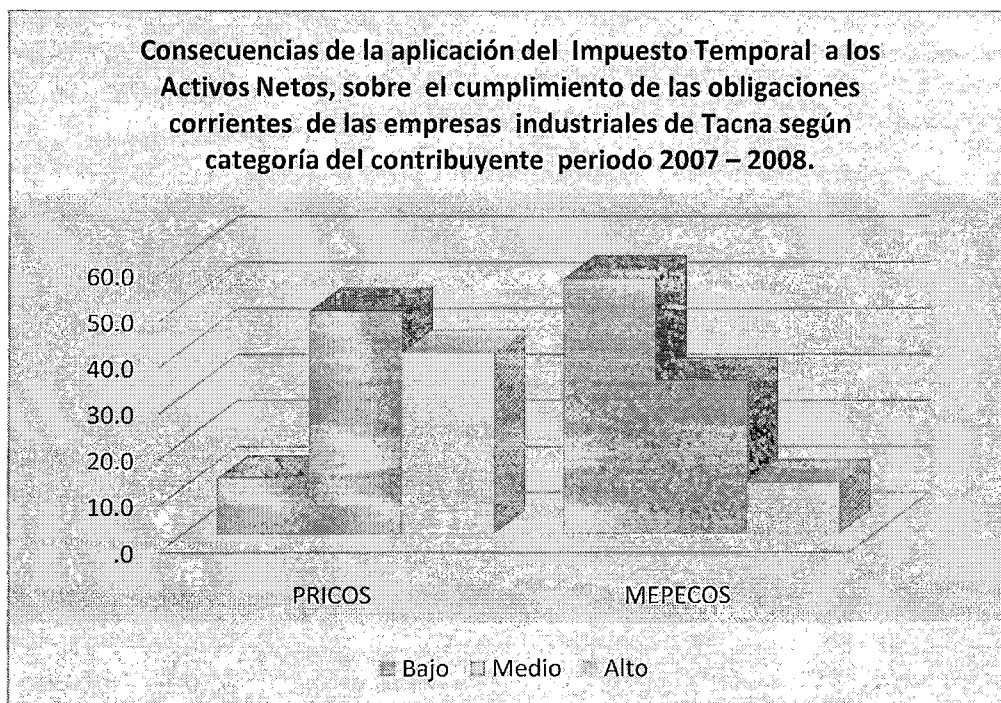 Consecuencias de la aplicación del Impuesto Temporal a los
Activos Netos, sobre el cumplimiento de las obligaciones
corrientes de las empresas industriales de Tacna según
categoría del contribuyente periodo 2007 – 2008.
60.0
50.0
40.0
30.0
20.0
10.0
.0
PRICOS MEPECOS
Bajo Medio Alto